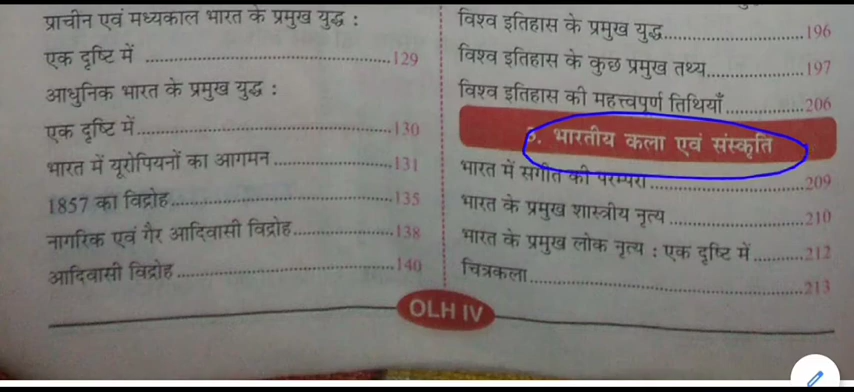 प्राचीन एवं मध्यकाल भारत के प्रमुख युद्ध :
एक दृष्टि में ........................................129
आधुनिक भारत के प्रमुख युद्ध :
एक दृष्टि में..........................................130
भारत में यूरोपियनों का आगमन ...................131
1857 का विद्रोह.....................................135
नागरिक एवं गैर आदिवासी विद्रोह.................138
आदिवासी विद्रोह ....................................140
विश्व इतिहास के प्रमुख युद्ध.......................196
विश्व इतिहास के कुछ प्रमुख तथ्य................197
विश्व इतिहास की महत्त्वपूर्ण तिथियाँ.............206
5. भारतीय कला एवं संस्कृति
भारत में संगीत की परम्परा.........................209
भारत के प्रमुख शास्त्रीय नृत्य .....................210
भारत के प्रमुख लोक नृत्य : एक दृष्टि में ........212
चित्रकला...............................................213
OLH IV